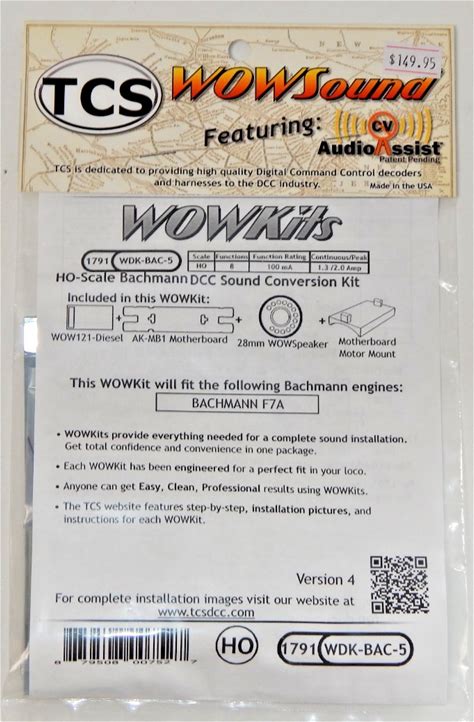 $149.95
TCS WOWSound
Featuring: CV AudioAssist
Patent Pending
TCS is dedicated to providing high quality Digital Command Control decoders
and harnesses to the DCC industry. Made in the USA
WOWKits
1791 WDK-BAC-5
Scale Functions Function Rating Continuous/Peak
HO 8 100 mA 1.3 /2.0 Amp
HO-Scale Bachmann DCC Sound Conversion Kit
Included in this WOWKit:
+ + +
WOW121-Diesel AK-MB1 Motherboard 28mm WOWSpeaker Motherboard
Motor Mount
This WOWKit will fit the following Bachmann engines:
BACHMANN F7A
• WOWKits provide everything needed for a complete sound installation.
Get total confidence and convenience in one package.
• Each WOWKit has been engineered for a perfect fit in your loco.
• Anyone can get Easy, Clean, Professional results using WOWKits.
• The TCS website features step-by-step, installation pictures, and
instructions for each WOWKit.
Version 4
For complete installation images visit our website at
www.tcsdcc.com
8 79508 00752 7
HO
1791 WDK-BAC-5